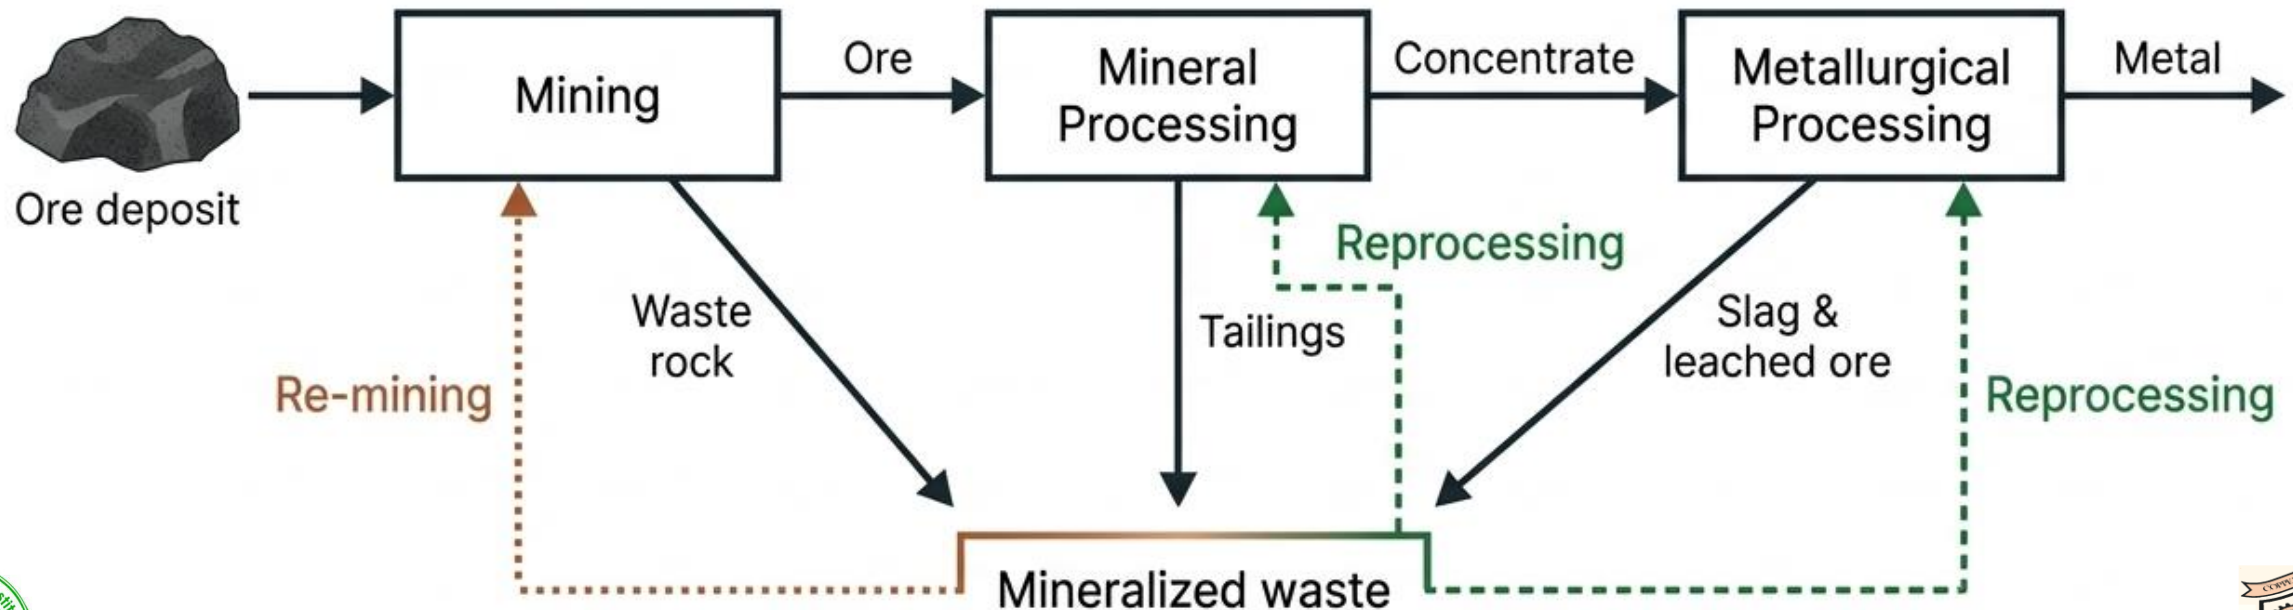 Ore deposit
Mining
Ore
Mineral
Processing
Concentrate
Metallurgical
Processing
Metal
Re-mining
Waste
rock
Tailings
Reprocessing
Slag &
leached ore
Reprocessing
Mineralized waste